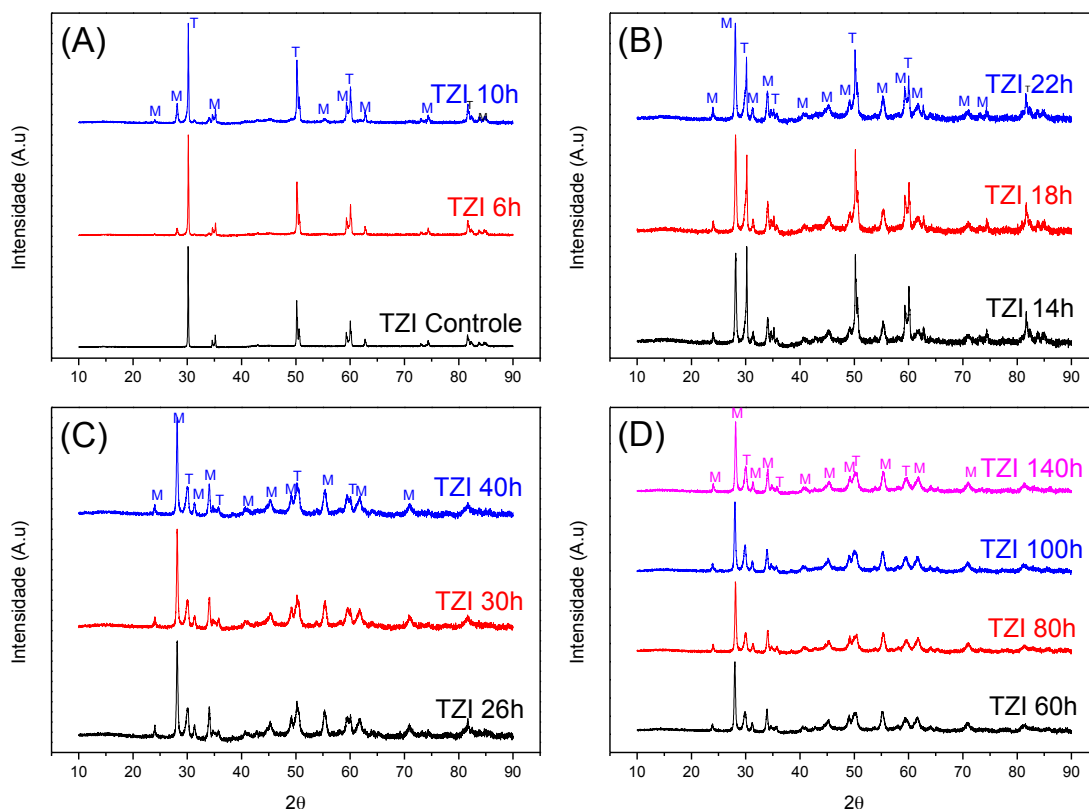 (A)
M
M
T
M
T
M
M
T
M
M
T
TZI 10h
TZI 6h
TZI Controle
Intensidade (A.u)
10 20 30 40 50 60 70 80 90
(B)
M
M
T
M
M
T
M
M
M
T
M
M
T
M
M
M
T
TZI 22h
TZI 18h
TZI 14h
Intensidade (A.u)
10 20 30 40 50 60 70 80 90
(C)
M
M
T
M
M
T
M
M
M
T
M
T
M
M
TZI 40h
TZI 30h
TZI 26h
Intensidade (A.u)
10 20 30 40 50 60 70 80 90
2θ
(D)
M
M
T
M
M
T
M
M
M
T
M
T
M
M
TZI 140h
TZI 100h
TZI 80h
TZI 60h
Intensidade (A.u)
10 20 30 40 50 60 70 80 90
2θ